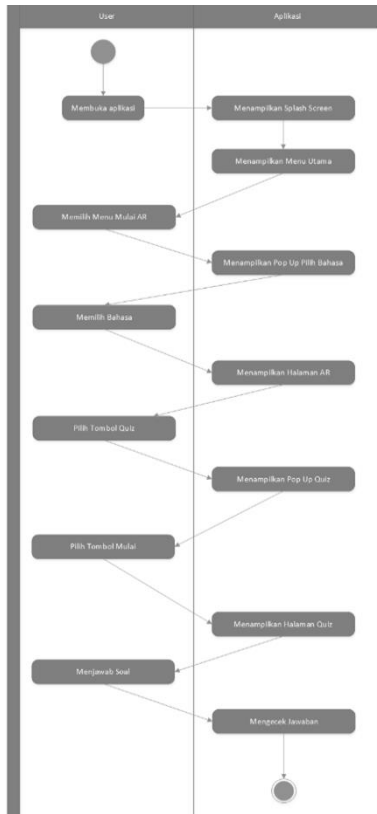 User
Aplikasi
Membuka aplikasi
Menampilkan Splash Screen
Menampilkan Menu Utama
Memilih Menu Mulai AR
Menampilkan Pop Up Pilih Bahasa
Memilih Bahasa
Menampilkan Halaman AR
Pilih Tombol Quiz
Menampilkan Pop Up Quiz
Pilih Tombol Mulai
Menampilkan Halaman Quiz
Menjawab Soal
Mengecek Jawaban